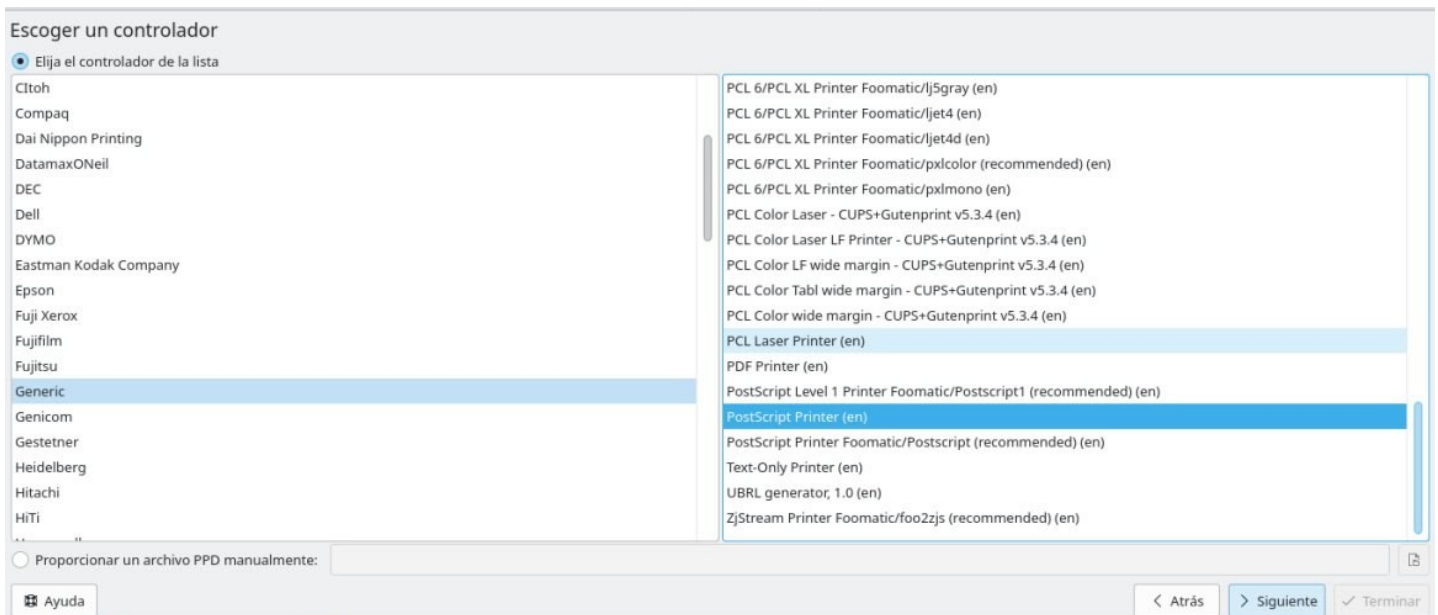 Escoger un controlador
Elija el controlador de la lista
CItoh
Compaq
Dai Nippon Printing
DatamaxONeil
DEC
Dell
DYMO
Eastman Kodak Company
Epson
Fuji Xerox
Fujifilm
Fujitsu
Generic
Genicom
Gestetner
Heidelberg
Hitachi
HiTi
PCL 6/PCL XL Printer Foomatic/lj5gray (en)
PCL 6/PCL XL Printer Foomatic/ljet4 (en)
PCL 6/PCL XL Printer Foomatic/ljet4d (en)
PCL 6/PCL XL Printer Foomatic/pxlcolor (recommended) (en)
PCL 6/PCL XL Printer Foomatic/pxlmono (en)
PCL Color Laser - CUPS+Gutenprint v5.3.4 (en)
PCL Color Laser LF Printer - CUPS+Gutenprint v5.3.4 (en)
PCL Color LF wide margin - CUPS+Gutenprint v5.3.4 (en)
PCL Color Tabl wide margin - CUPS+Gutenprint v5.3.4 (en)
PCL Color wide margin - CUPS+Gutenprint v5.3.4 (en)
PCL Laser Printer (en)
PDF Printer (en)
PostScript Level 1 Printer Foomatic/Postscript1 (recommended) (en)
PostScript Printer (en)
PostScript Printer Foomatic/Postscript (recommended) (en)
Text-Only Printer (en)
UBRL generator, 1.0 (en)
ZjStream Printer Foomatic/foo2zjs (recommended) (en)
Proporcionar un archivo PPD manualmente:
Ayuda
Atrás
Siguiente
Terminar